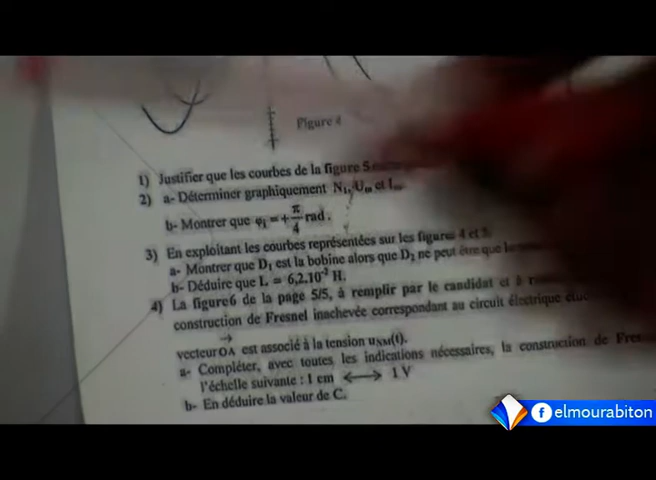 Figure 4
1) Justifier que les courbes de la figure 5
2) a- Déterminer graphiquement N₁, Uₘ et Iₘ.
b- Montrer que φ₁ = + π/4 rad.
3) En exploitant les courbes représentées sur les figures 4 et 5.
a- Montrer que D₁ est la bobine alors que D₂ ne peut être que le
b- Déduire que L = 6,2.10⁻² H.
4) La figure6 de la page 5/5, à remplir par le candidat et à
construction de Fresnel inachevée correspondant au circuit électrique
vecteur OA est associé à la tension uNM(t).
a- Compléter, avec toutes les indications nécessaires, la construction de
l'échelle suivante : 1 cm ⟷ 1 V
b- En déduire la valeur de C.
elmourabiton